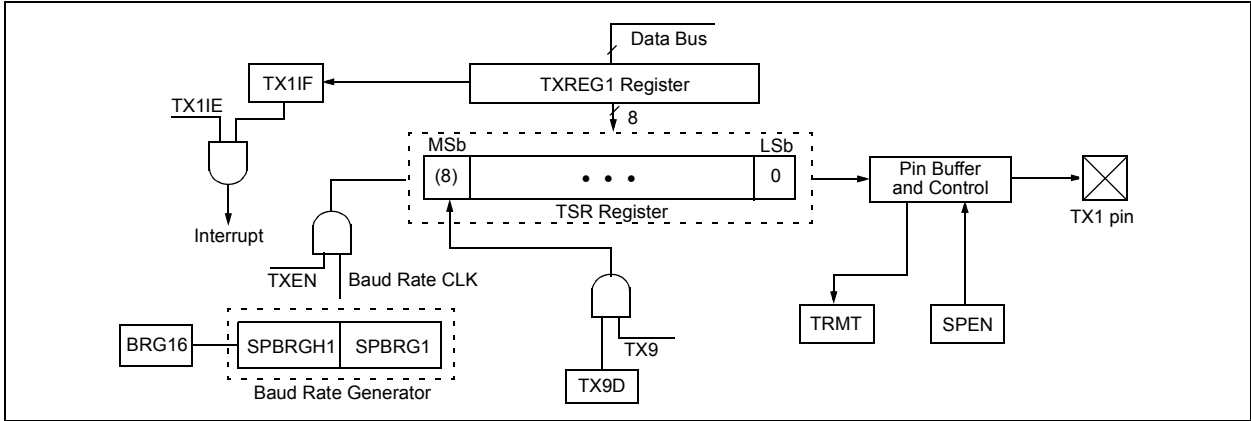 Data Bus
TX1IF
TXREG1 Register
TX1IE
8
MSb
LSb
(8)
• • •
0
TSR Register
Pin Buffer
and Control
TX1 pin
Interrupt
TXEN
Baud Rate CLK
TRMT
SPEN
BRG16
SPBRGH1
SPBRG1
TX9
TX9D
Baud Rate Generator